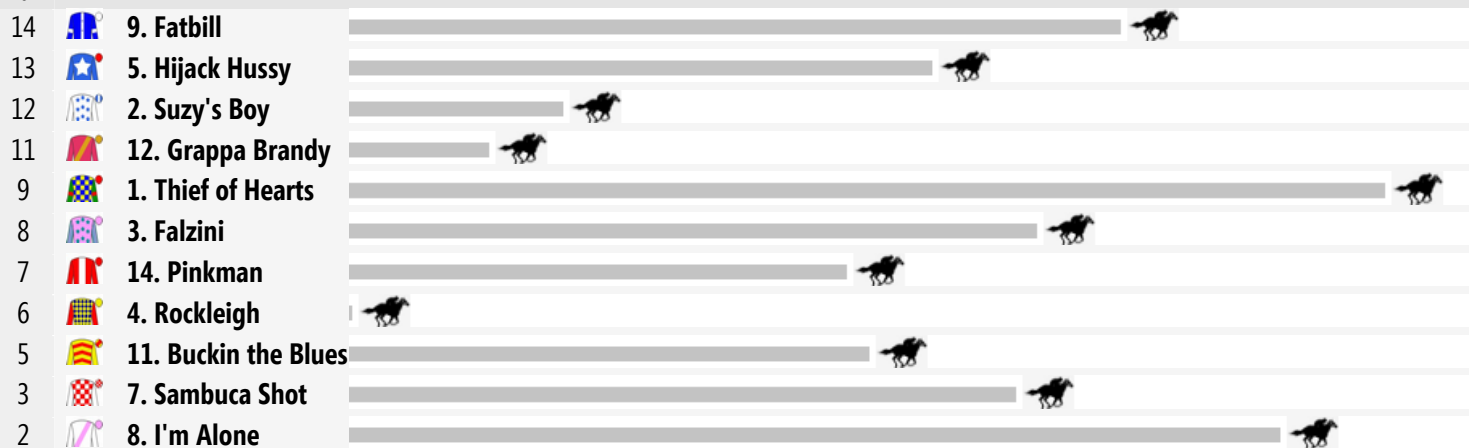 14 9. Fatbill
13 5. Hijack Hussy
12 2. Suzy's Boy
11 12. Grappa Brandy
9 1. Thief of Hearts
8 3. Falzini
7 14. Pinkman
6 4. Rockleigh
5 11. Buckin the Blues
3 7. Sambuca Shot
2 8. I'm Alone